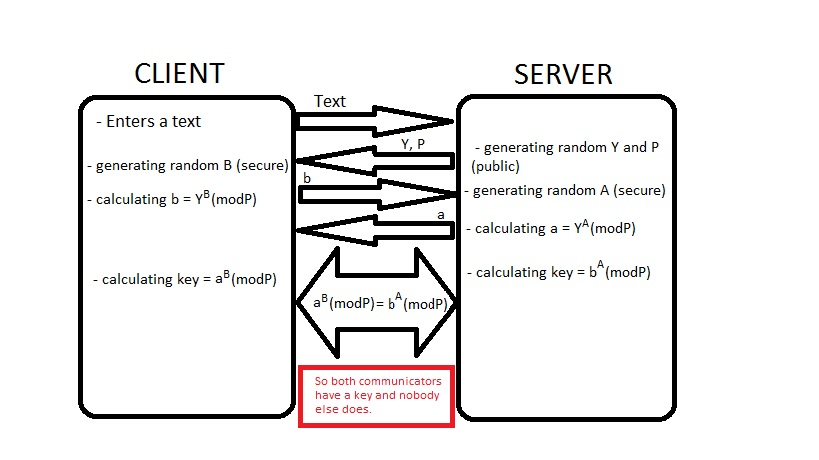 CLIENT
SERVER
Text
- Enters a text
Y, P
- generating random Y and P
(public)
- generating random B (secure)
b
- generating random A (secure)
- calculating b = Y^B(modP)
a
- calculating a = Y^A(modP)
- calculating key = a^B(modP)
- calculating key = b^A(modP)
a^B(modP)= b^A(modP)
So both communicators
have a key and nobody
else does.